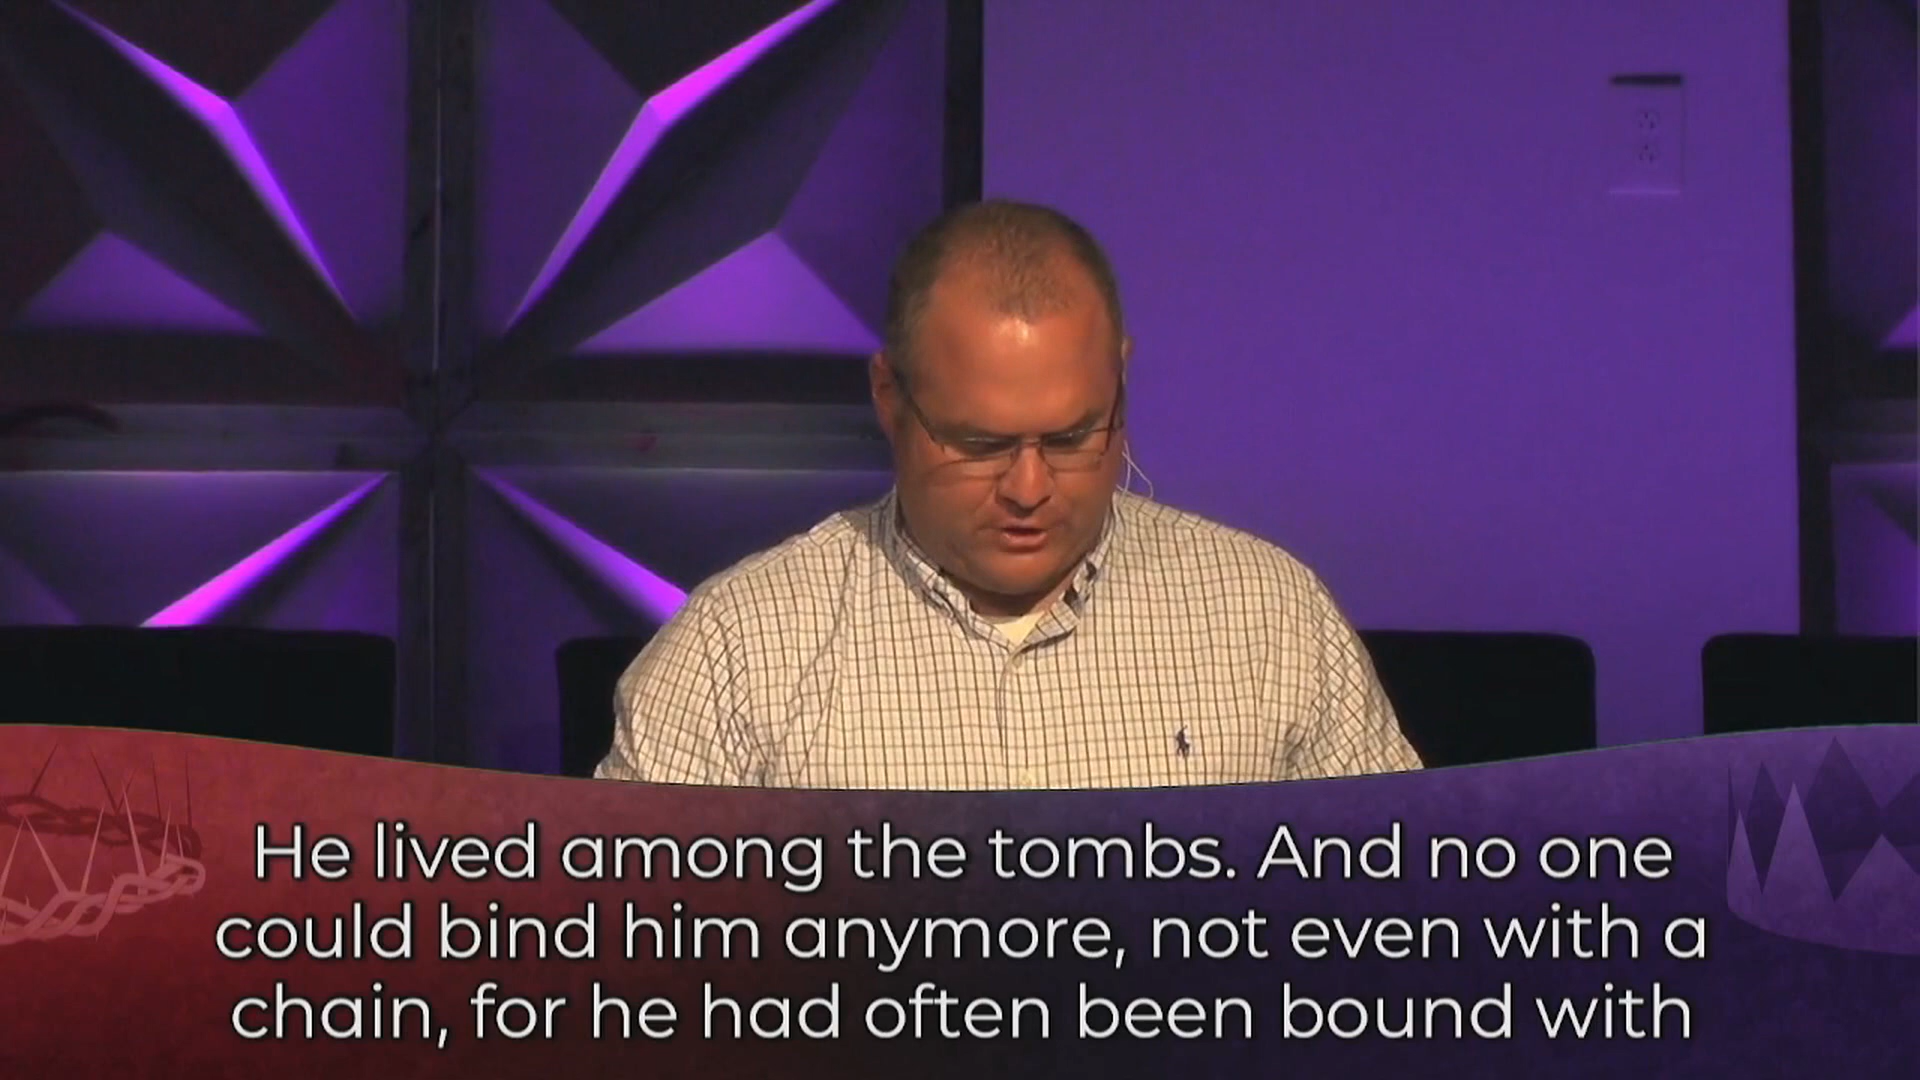 He lived among the tombs. And no one
could bind him anymore, not even with a
chain, for he had often been bound with